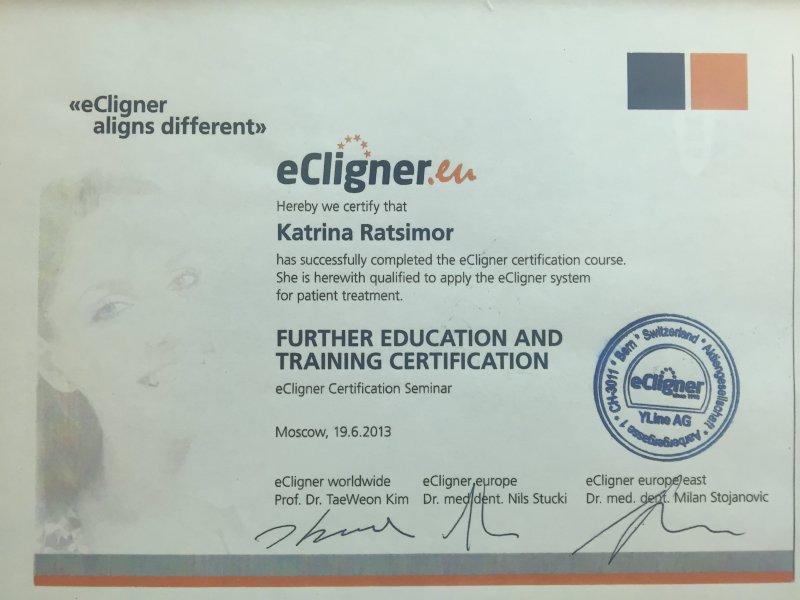 «eCligner
aligns different»
eCligner.eu
Hereby we certify that
Katrina Ratsimor
has successfully completed the eCligner certification course.
She is herewith qualified to apply the eCligner system
for patient treatment.
FURTHER EDUCATION AND
TRAINING CERTIFICATION
eCligner Certification Seminar
Moscow, 19.6.2013
eCligner worldwide
Prof. Dr. TaeWeon Kim
eCligner europe
Dr. med dent. Nils Stucki
eCligner europe east
Dr. med. dent. Milan Stojanovic
CH-3011 * Bern * Switzerland * Aktiengesellschaft * Aarbergergasse 1 *
eCligner
YLine AG